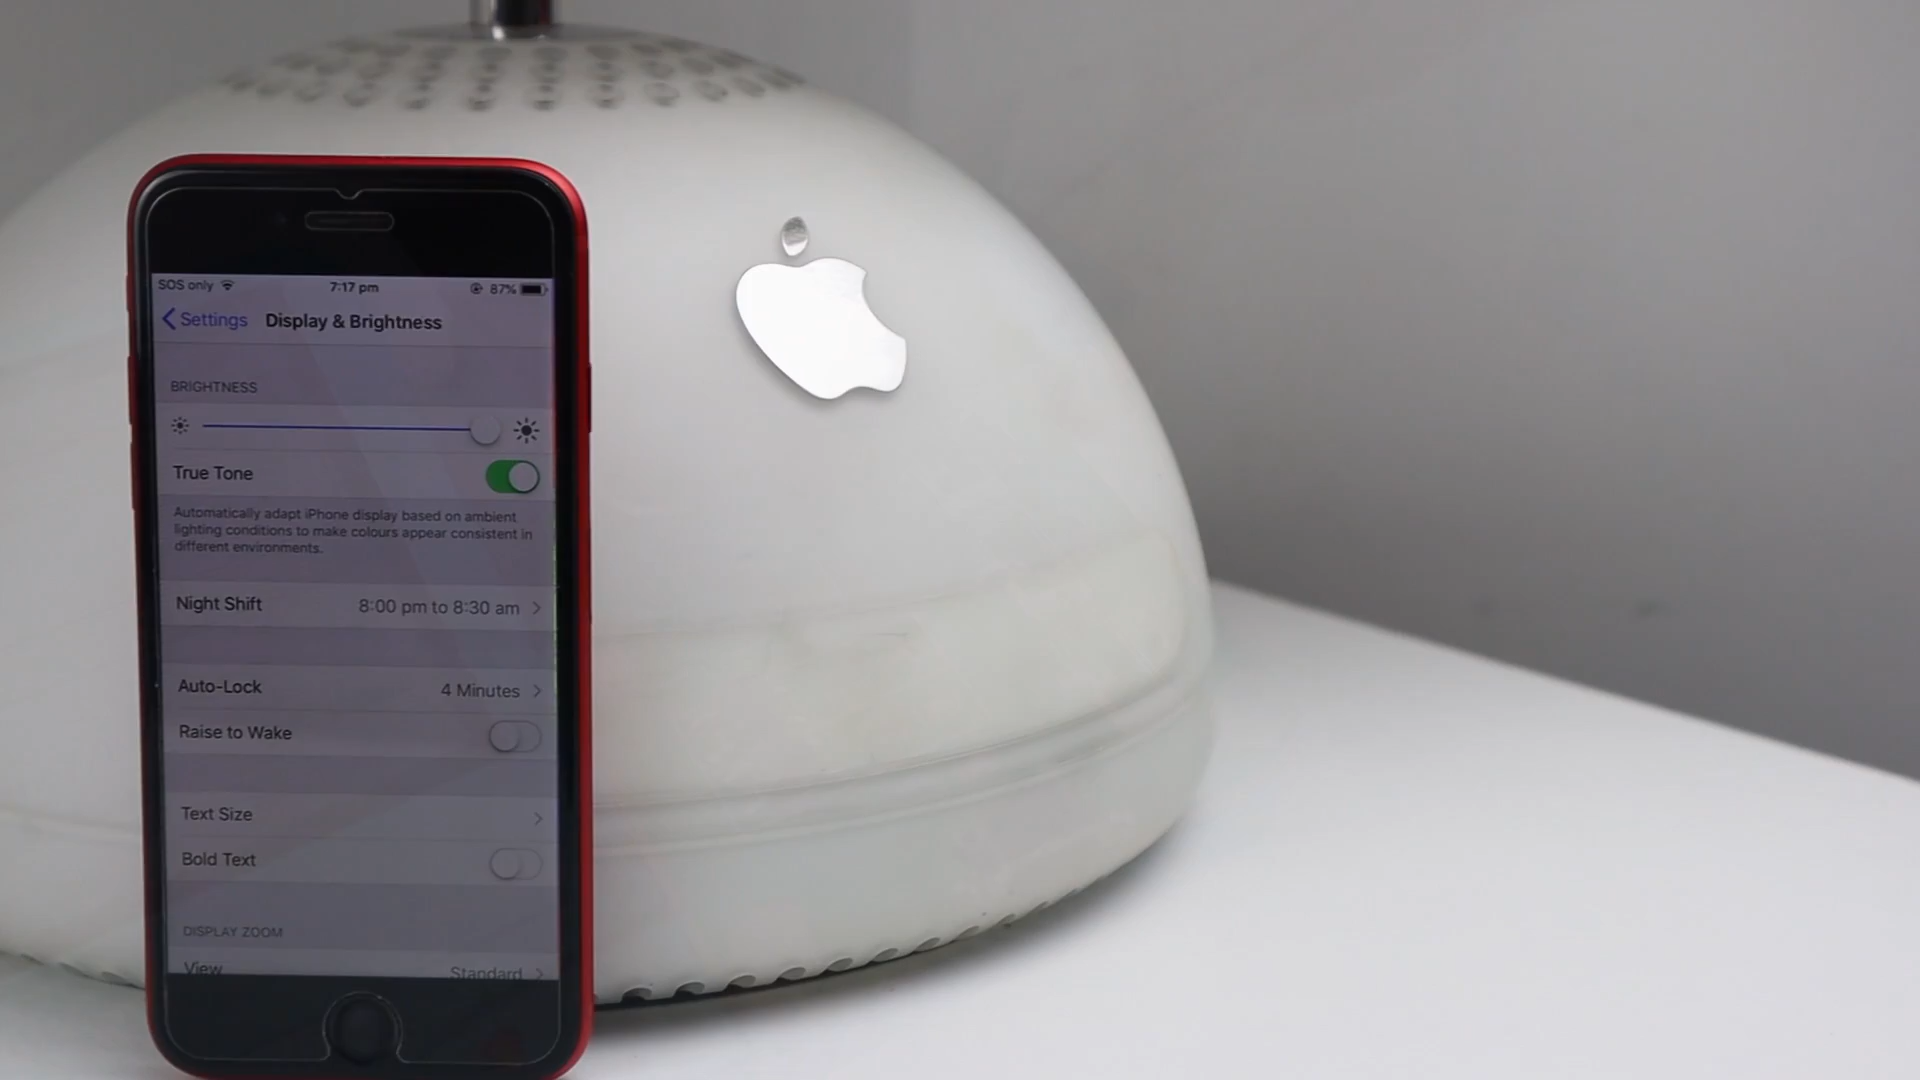 SOS only 7:17 pm 87%
Settings Display & Brightness
BRIGHTNESS
True Tone
Automatically adapt iPhone display based on ambient
lighting conditions to make colours appear consistent in
different environments.
Night Shift 8:00 pm to 8:30 am
Auto-Lock 4 Minutes
Raise to Wake
Text Size
Bold Text
DISPLAY ZOOM
View Standard